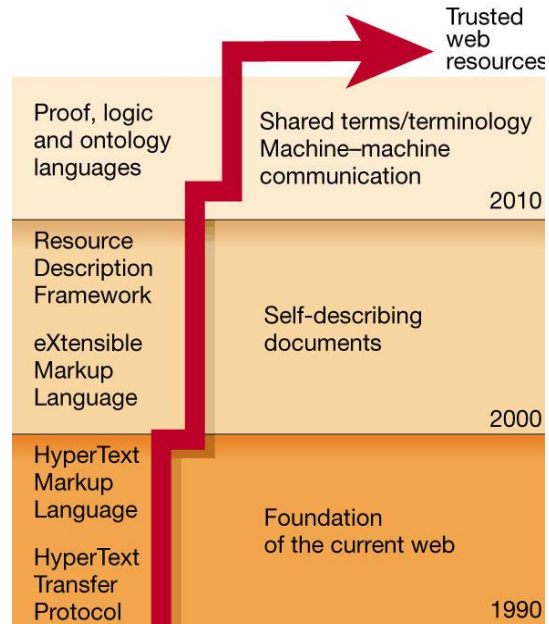 Trusted
web
resources
Proof, logic
and ontology
languages
Shared terms/terminology
Machine–machine
communication
2010
Resource
Description
Framework
eXtensible
Markup
Language
Self-describing
documents
2000
HyperText
Markup
Language
HyperText
Transfer
Protocol
Foundation
of the current web
1990